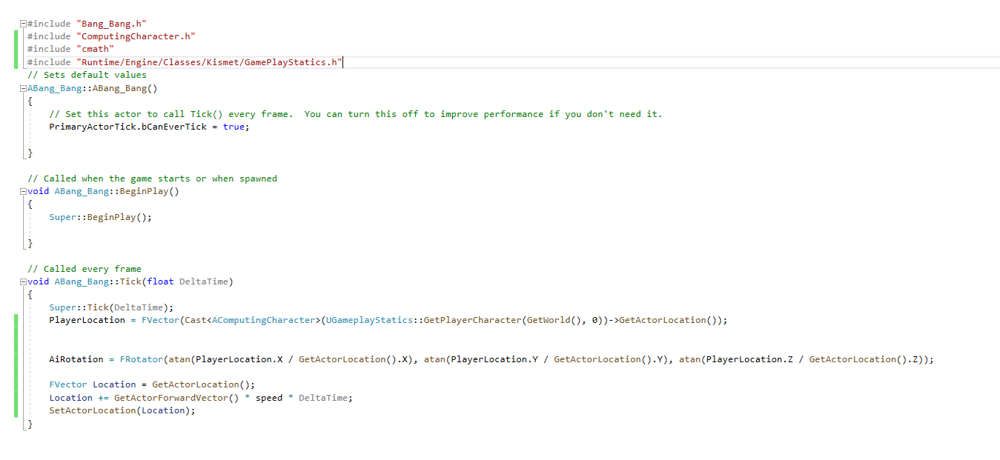 #include "Bang_Bang.h"
#include "ComputingCharacter.h"
#include "cmath"
#include "Runtime/Engine/Classes/Kismet/GamePlayStatics.h"
// Sets default values
ABang_Bang::ABang_Bang()
{
    // Set this actor to call Tick() every frame.  You can turn this off to improve performance if you don't need it.
    PrimaryActorTick.bCanEverTick = true;

}

// Called when the game starts or when spawned
void ABang_Bang::BeginPlay()
{
    Super::BeginPlay();

}

// Called every frame
void ABang_Bang::Tick(float DeltaTime)
{
    Super::Tick(DeltaTime);
    PlayerLocation = FVector(Cast<AComputingCharacter>(UGameplayStatics::GetPlayerCharacter(GetWorld(), 0))->GetActorLocation());


    AiRotation = FRotator(atan(PlayerLocation.X / GetActorLocation().X), atan(PlayerLocation.Y / GetActorLocation().Y), atan(PlayerLocation.Z / GetActorLocation().Z));

    FVector Location = GetActorLocation();
    Location += GetActorForwardVector() * speed * DeltaTime;
    SetActorLocation(Location);
}